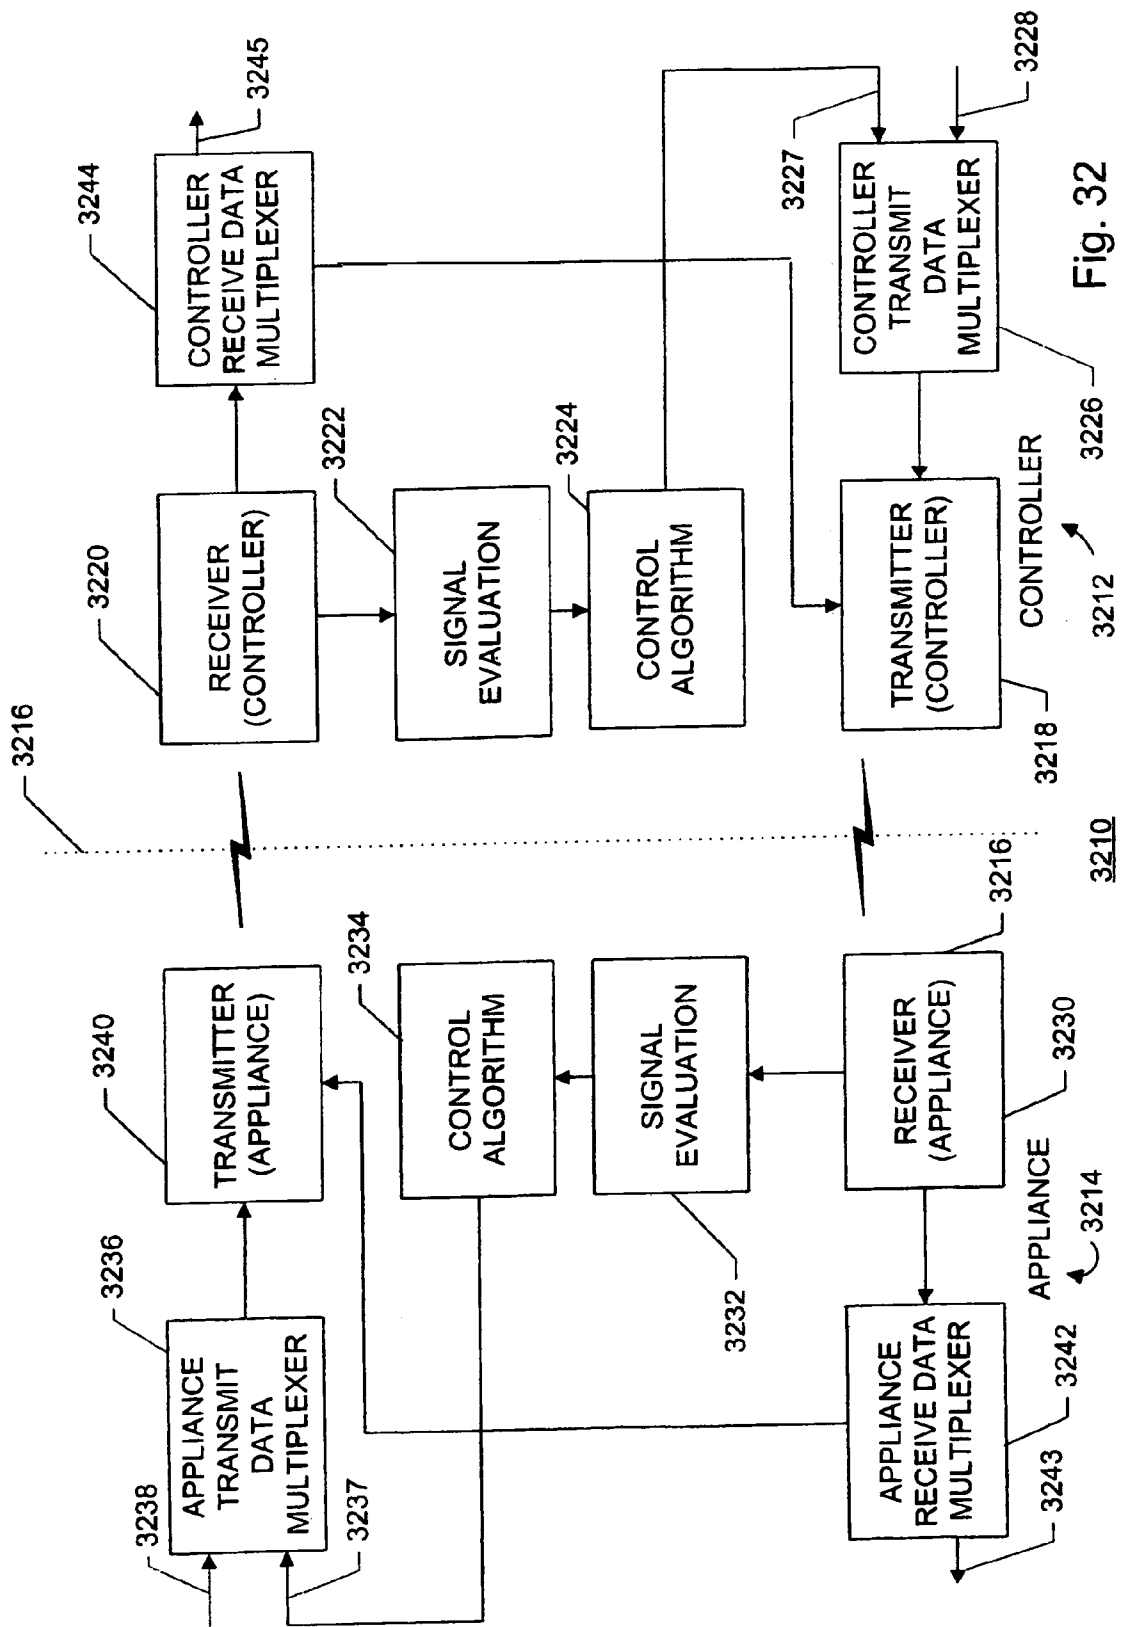 3216
3238
3236
APPLIANCE
TRANSMIT
DATA
MULTIPLEXER
3237
3240
TRANSMITTER
(APPLIANCE)
3220
RECEIVER
(CONTROLLER)
3244
CONTROLLER
RECEIVE DATA
MULTIPLEXER
3245
3234
CONTROL
ALGORITHM
3222
SIGNAL
EVALUATION
3232
SIGNAL
EVALUATION
3224
CONTROL
ALGORITHM
3227
3228
3243
APPLIANCE
RECEIVE DATA
MULTIPLEXER
3242
RECEIVER
(APPLIANCE)
3216
3230
TRANSMITTER
(CONTROLLER)
3218
CONTROLLER
TRANSMIT
DATA
MULTIPLEXER
3226
APPLIANCE
3214
CONTROLLER
3212
3210
Fig. 32